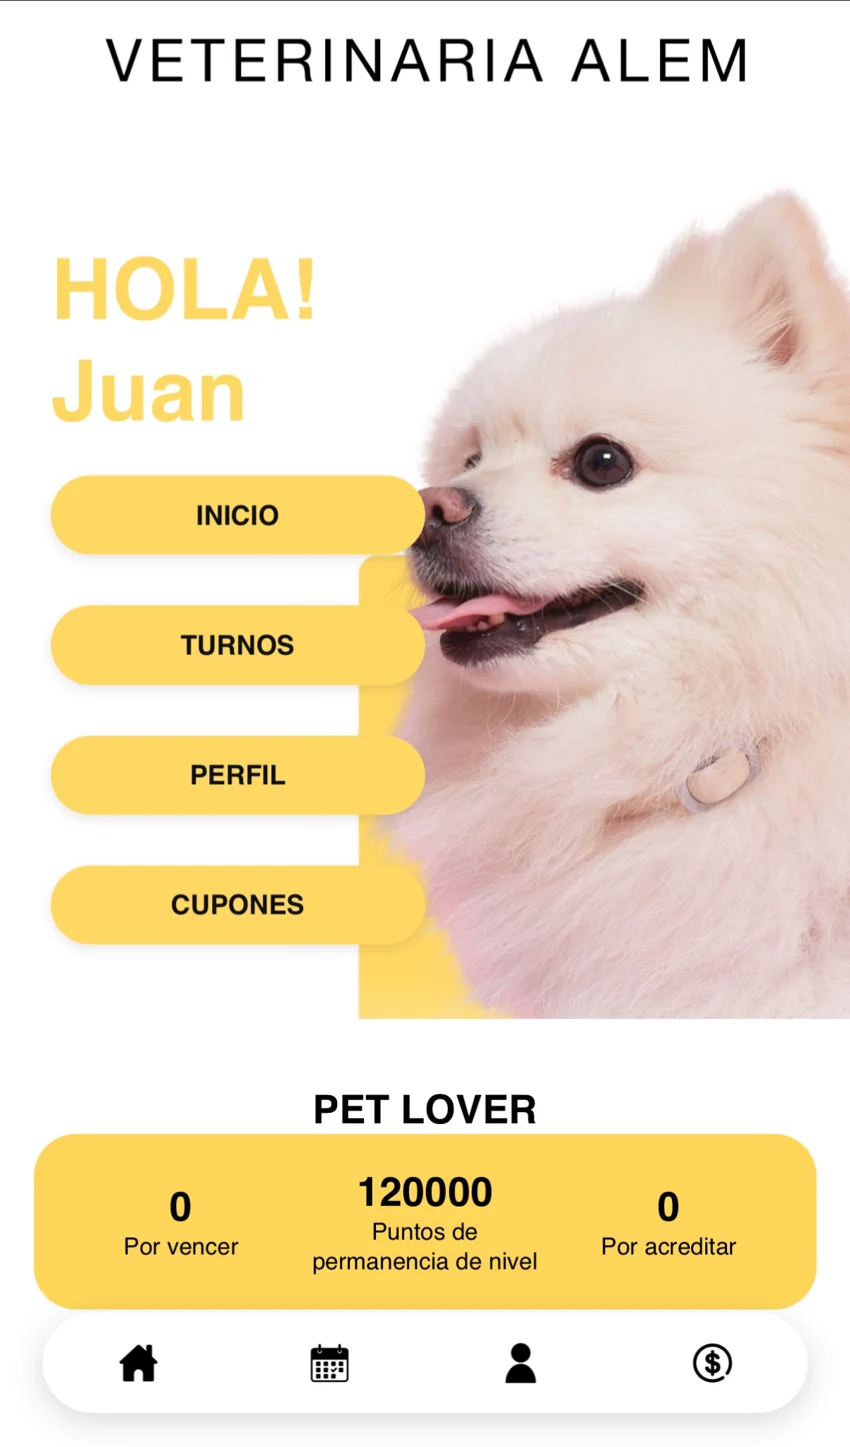 VETERINARIA ALEM
HOLA!
Juan
INICIO
TURNOS
PERFIL
CUPONES
PET LOVER
0
Por vencer
120000
Puntos de
permanencia de nivel
0
Por acreditar